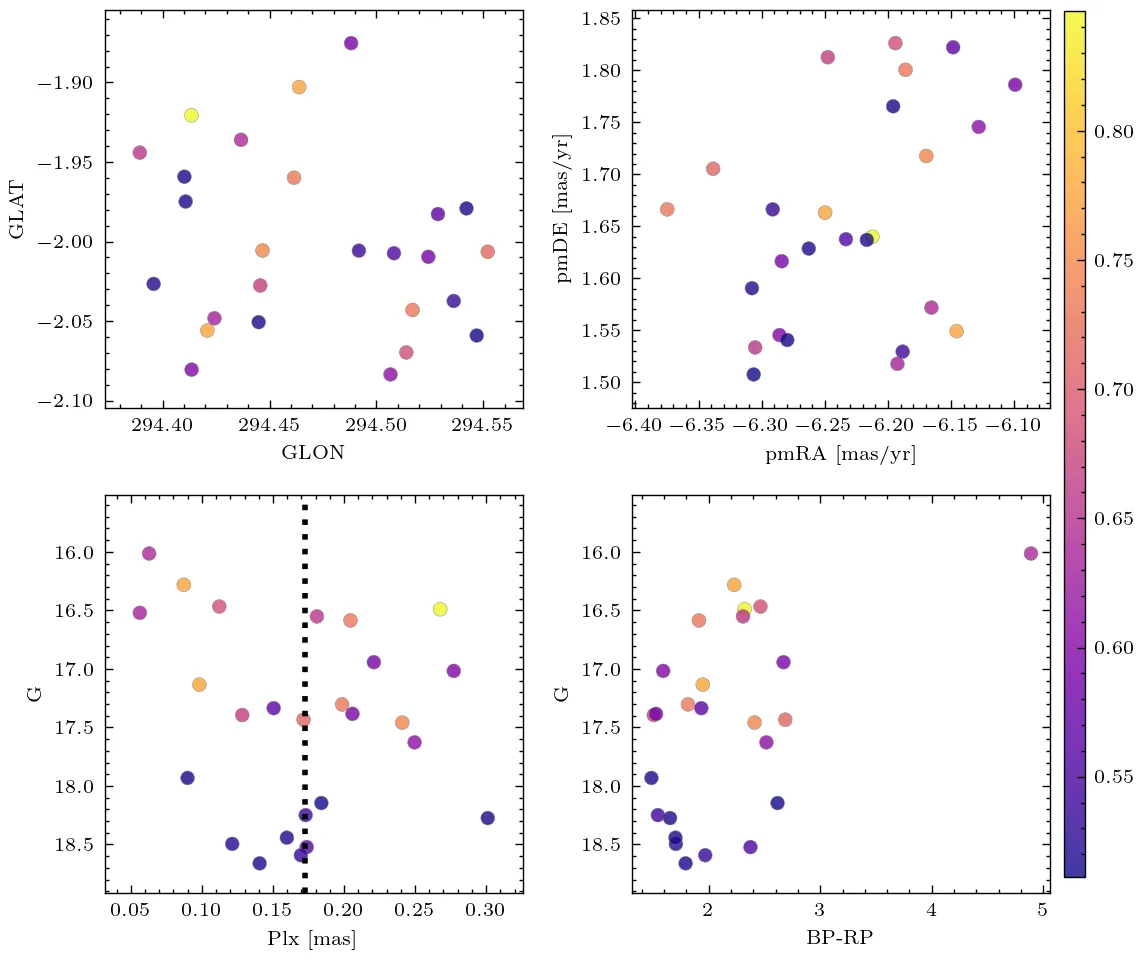 −1.90
−1.95
−2.00
−2.05
−2.10
GLAT
294.40 294.45 294.50 294.55
GLON
1.85
1.80
1.75
1.70
1.65
1.60
1.55
1.50
pmDE [mas/yr]
−6.40 −6.35 −6.30 −6.25 −6.20 −6.15 −6.10
pmRA [mas/yr]
16.0
16.5
17.0
17.5
18.0
18.5
G
0.05 0.10 0.15 0.20 0.25 0.30
Plx [mas]
16.0
16.5
17.0
17.5
18.0
18.5
G
2 3 4 5
BP-RP
0.80
0.75
0.70
0.65
0.60
0.55